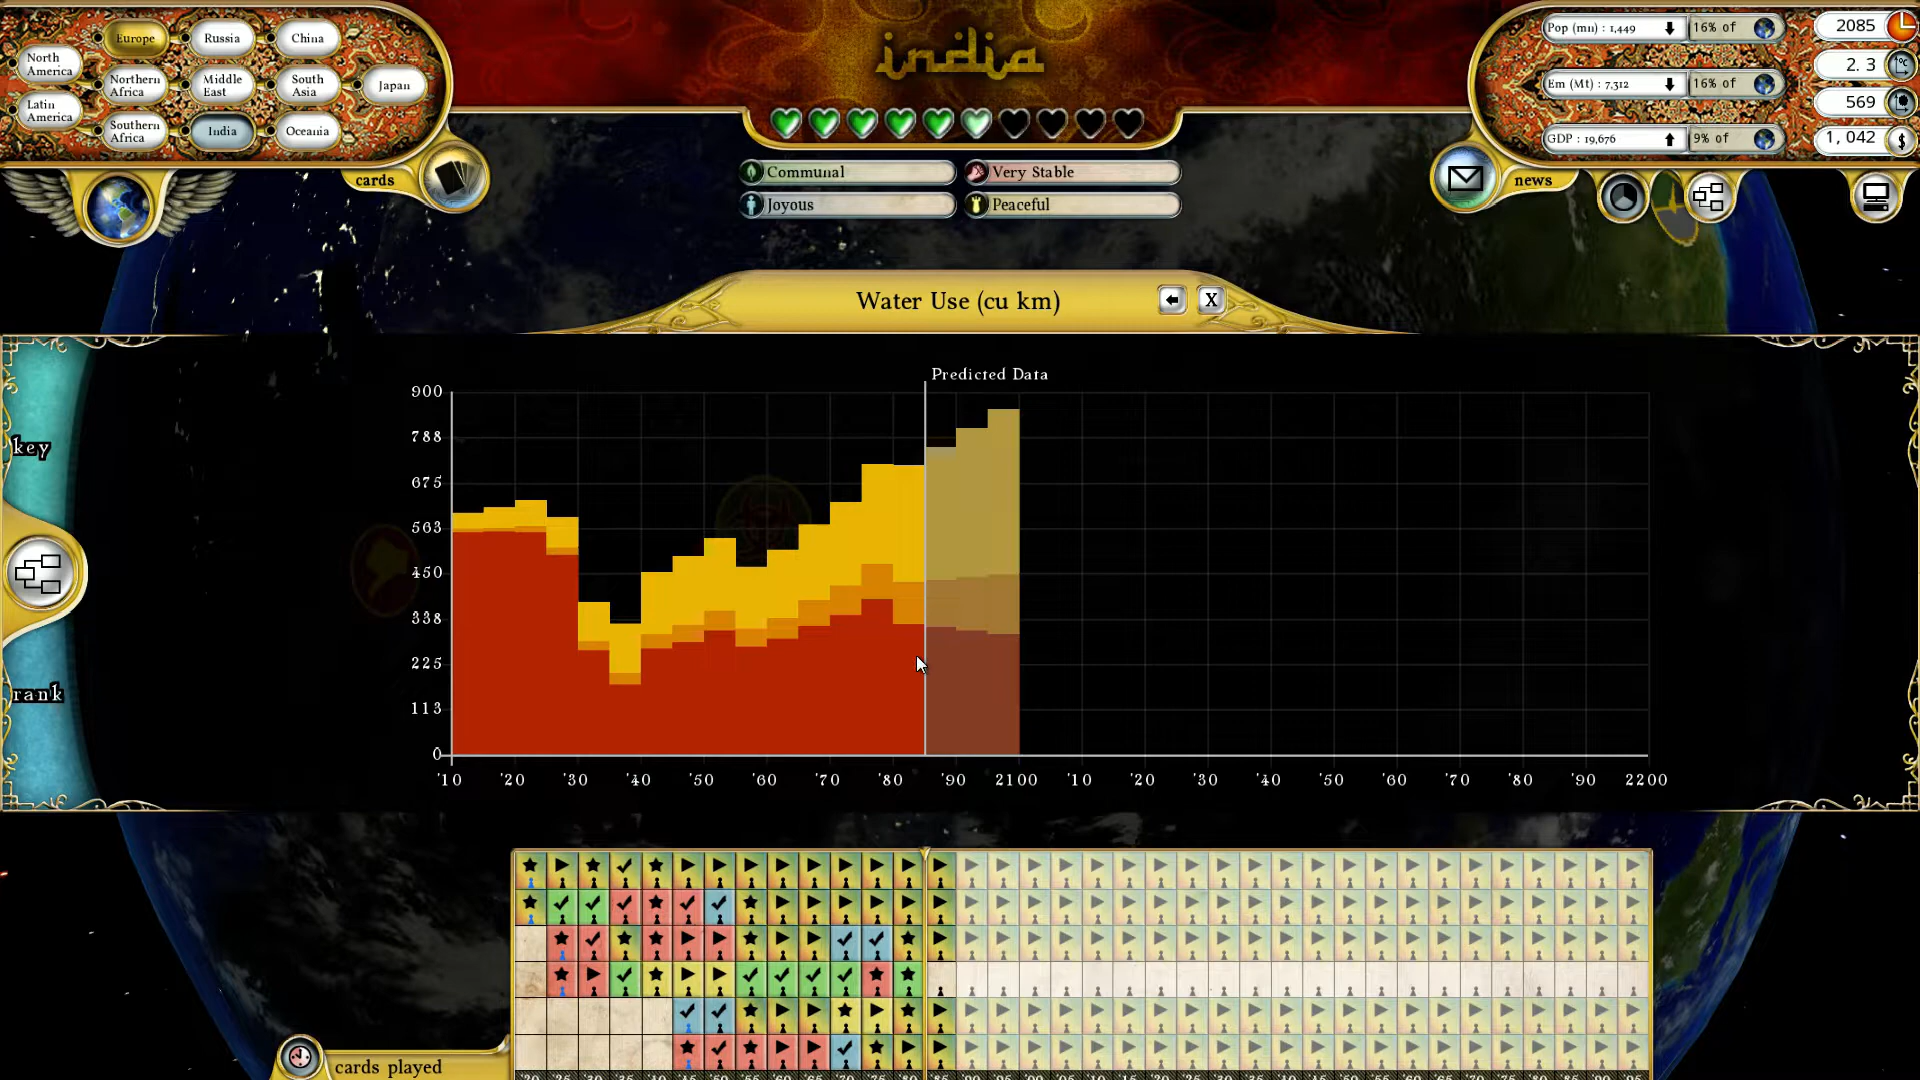 Europe
Russia
China
North America
Northern Africa
Middle East
South Asia
Japan
Latin America
Southern Africa
India
Oceania
cards
india
Communal
Very Stable
Joyous
Peaceful
Pop (mn) : 1,449
16% of
2085
Em (Mt) : 7,312
16% of
2. 3
569
GDP : 19,676
9% of
1, 042
$
news
Water Use (cu km)
X
key
rank
Predicted Data
900
788
675
563
450
338
225
113
0
'10 '20 '30 '40 '50 '60 '70 '80 '90 2100 '10 '20 '30 '40 '50 '60 '70 '80 '90 2200
cards played